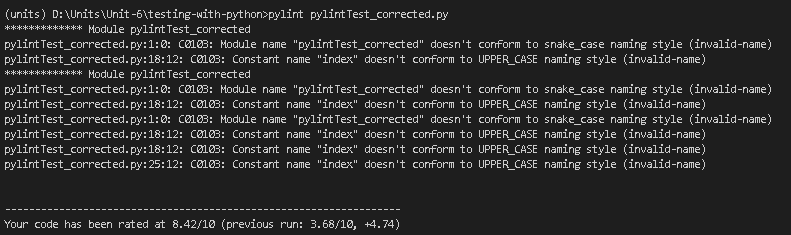 (units) D:\Units\Unit-6\testing-with-python>pylint pylintTest_corrected.py
************* Module pylintTest_corrected
pylintTest_corrected.py:1:0: C0103: Module name "pylintTest_corrected" doesn't conform to snake_case naming style (invalid-name)
pylintTest_corrected.py:18:12: C0103: Constant name "index" doesn't conform to UPPER_CASE naming style (invalid-name)
************* Module pylintTest_corrected
pylintTest_corrected.py:1:0: C0103: Module name "pylintTest_corrected" doesn't conform to snake_case naming style (invalid-name)
pylintTest_corrected.py:18:12: C0103: Constant name "index" doesn't conform to UPPER_CASE naming style (invalid-name)
pylintTest_corrected.py:1:0: C0103: Module name "pylintTest_corrected" doesn't conform to snake_case naming style (invalid-name)
pylintTest_corrected.py:18:12: C0103: Constant name "index" doesn't conform to UPPER_CASE naming style (invalid-name)
pylintTest_corrected.py:18:12: C0103: Constant name "index" doesn't conform to UPPER_CASE naming style (invalid-name)
pylintTest_corrected.py:25:12: C0103: Constant name "index" doesn't conform to UPPER_CASE naming style (invalid-name)
------------------------------------------------------------------
Your code has been rated at 8.42/10 (previous run: 3.68/10, +4.74)